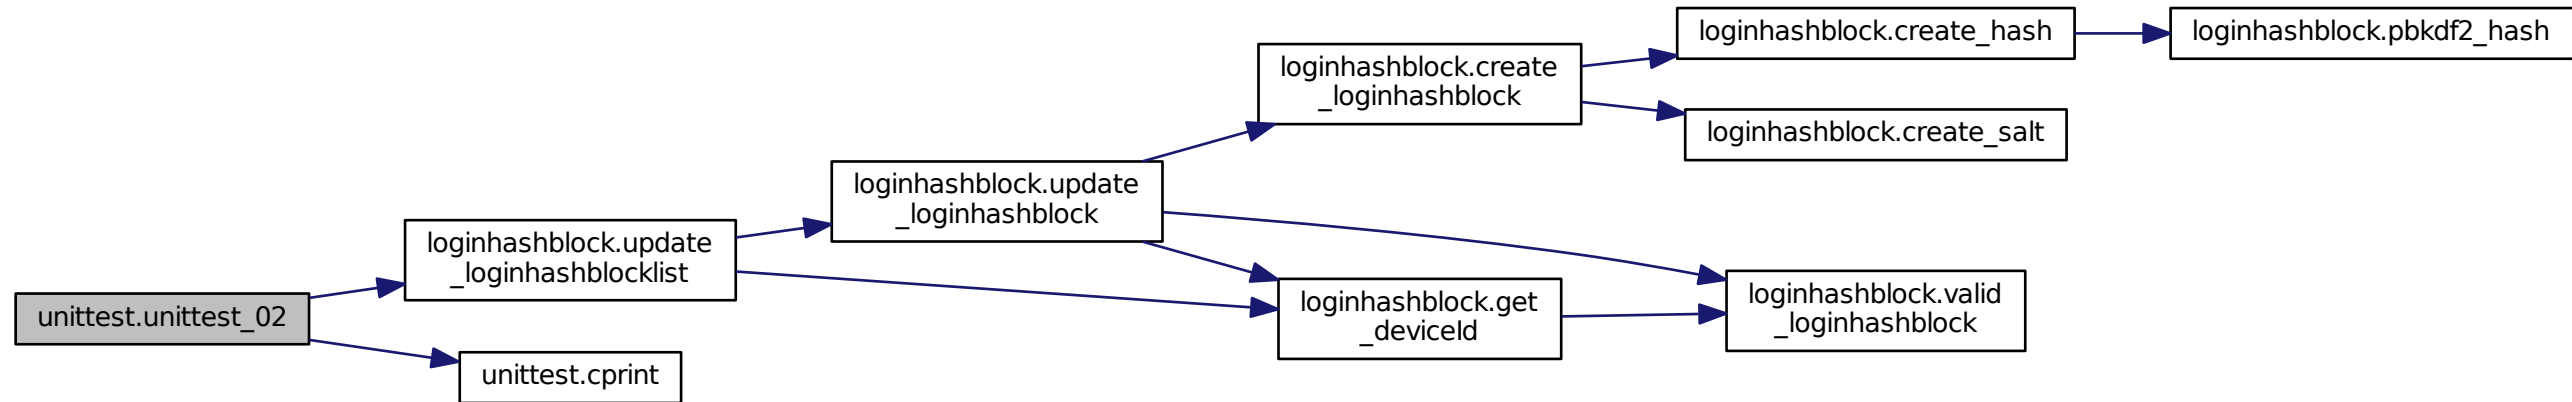 unittest.unittest_02
loginhashblock.update
_loginhashblocklist
unittest.cprint
loginhashblock.update
_loginhashblock
loginhashblock.create
_loginhashblock
loginhashblock.get
_deviceId
loginhashblock.create_hash
loginhashblock.create_salt
loginhashblock.valid
_loginhashblock
loginhashblock.pbkdf2_hash